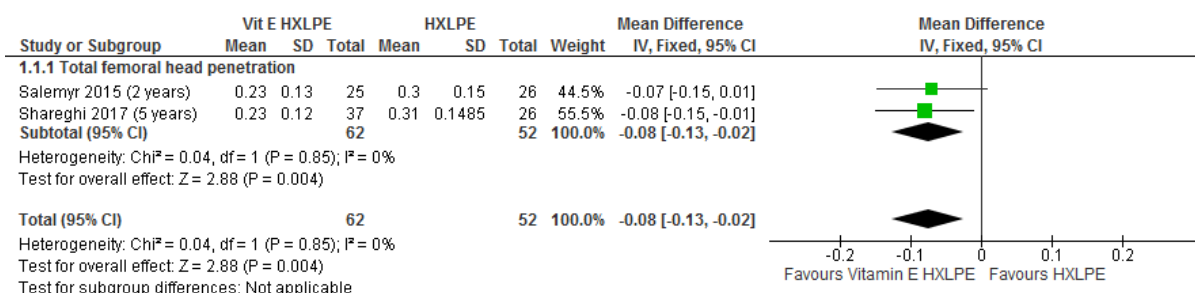 Vit E HXLPE HXLPE Mean Difference Mean Difference
Study or Subgroup Mean SD Total Mean SD Total Weight IV, Fixed, 95% CI IV, Fixed, 95% CI
1.1.1 Total femoral head penetration
Salemyr 2015 (2 years) 0.23 0.13 25 0.3 0.15 26 44.5% -0.07 [-0.15, 0.01]
Shareghi 2017 (5 years) 0.23 0.12 37 0.31 0.1485 26 55.5% -0.08 [-0.15, -0.01]
Subtotal (95% CI) 62 52 100.0% -0.08 [-0.13, -0.02]
Heterogeneity: Chi² = 0.04, df = 1 (P = 0.85); I² = 0%
Test for overall effect: Z = 2.88 (P = 0.004)
Total (95% CI) 62 52 100.0% -0.08 [-0.13, -0.02]
Heterogeneity: Chi² = 0.04, df = 1 (P = 0.85); I² = 0%
Test for overall effect: Z = 2.88 (P = 0.004)
Test for subgroup differences: Not applicable
-0.2 -0.1 0 0.1 0.2
Favours Vitamin E HXLPE Favours HXLPE